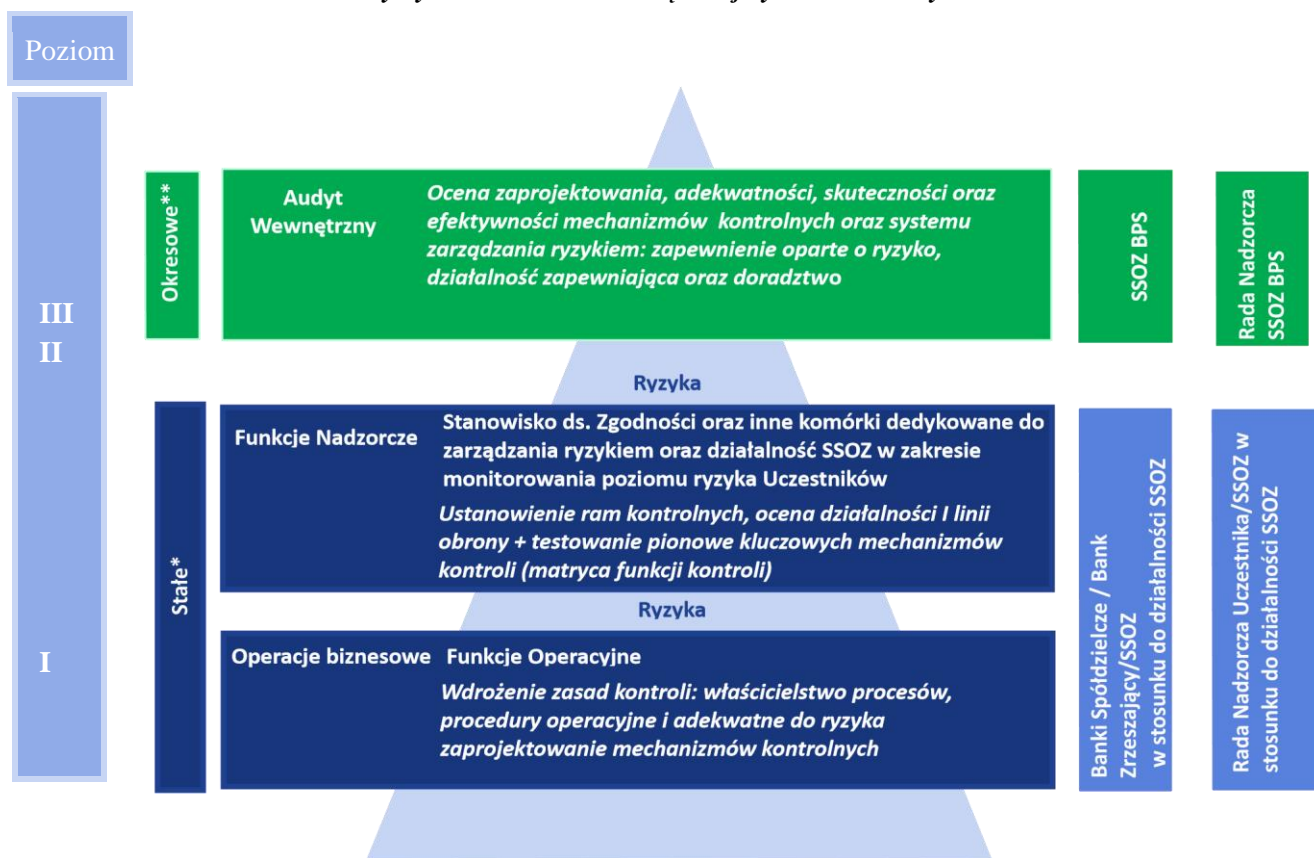 Poziom
III
II
I
Okresowe**
Audyt
Wewnętrzny
Ocena zaprojektowania, adekwatności, skuteczności oraz
efektywności mechanizmów kontrolnych oraz systemu
zarządzania ryzykiem: zapewnienie oparte o ryzyko,
działalność zapewniająca oraz doradztwo
SSOZ BPS
Rada Nadzorcza
SSOZ BPS
Ryzyka
Stałe*
Funkcje Nadzorcze
Stanowisko ds. Zgodności oraz inne komórki dedykowane do
zarządzania ryzykiem oraz działalność SSOZ w zakresie
monitorowania poziomu ryzyka Uczestników
Ustanowienie ram kontrolnych, ocena działalności I linii
obrony + testowanie pionowe kluczowych mechanizmów
kontroli (matryca funkcji kontroli)
Ryzyka
Operacje biznesowe
Funkcje Operacyjne
Wdrożenie zasad kontroli: właścicielstwo procesów,
procedury operacyjne i adekwatne do ryzyka
zaprojektowanie mechanizmów kontrolnych
Banki Spółdzielcze / Bank
Zrzeszający/SSOZ
w stosunku do działalności SSOZ
Rada Nadzorcza Uczestnika/SSOZ w
stosunku do działalności SSOZ